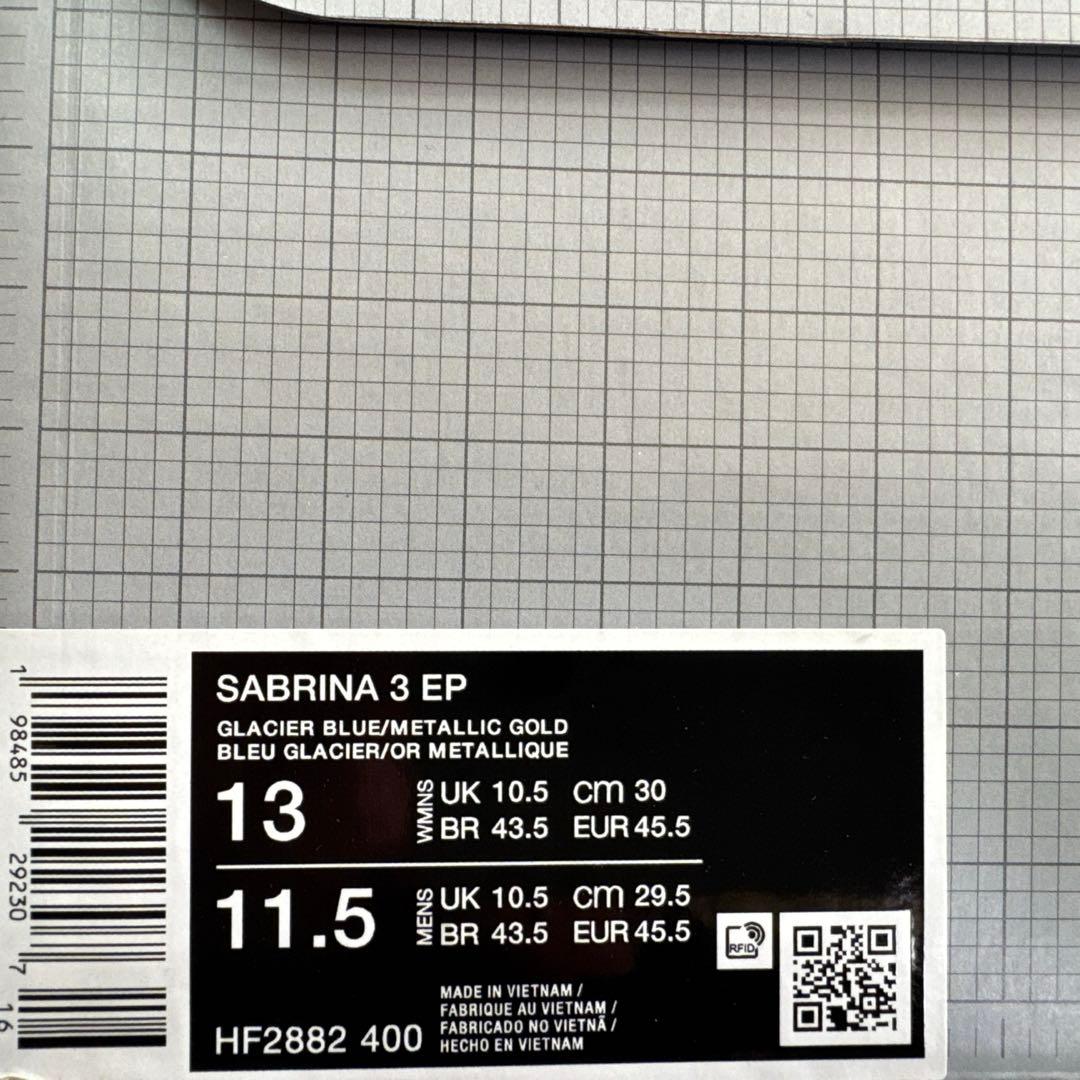 SABRINA 3 EP
GLACIER BLUE/METALLIC GOLD
BLEU GLACIER/OR METALLIQUE
13 WMNS UK 10.5 cm 30
BR 43.5 EUR 45.5
11.5 MENS UK 10.5 cm 29.5
BR 43.5 EUR 45.5
RFID
MADE IN VIETNAM /
FABRIQUE AU VIETNAM /
FABRICADO NO VIETNÃ /
HECHO EN VIETNAM
HF2882 400
1 98485 29230 7 16